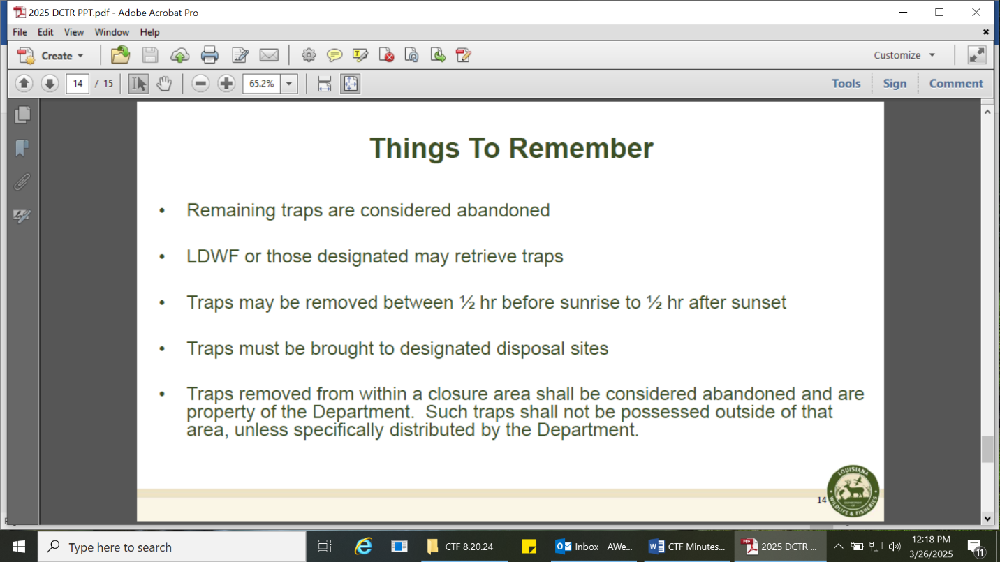 2025 DCTR PPT.pdf - Adobe Acrobat Pro
File Edit View Window Help
Create Customize
14 / 15 65.2% Tools Sign Comment
Things To Remember
• Remaining traps are considered abandoned
• LDWF or those designated may retrieve traps
• Traps may be removed between ½ hr before sunrise to ½ hr after sunset
• Traps must be brought to designated disposal sites
• Traps removed from within a closure area shall be considered abandoned and are
property of the Department. Such traps shall not be possessed outside of that
area, unless specifically distributed by the Department.
LOUISIANA
WILDLIFE & FISHERIES
14
Type here to search CTF 8.20.24 Inbox - AWe... CTF Minutes... 2025 DCTR ... 12:18 PM
3/26/2025 11